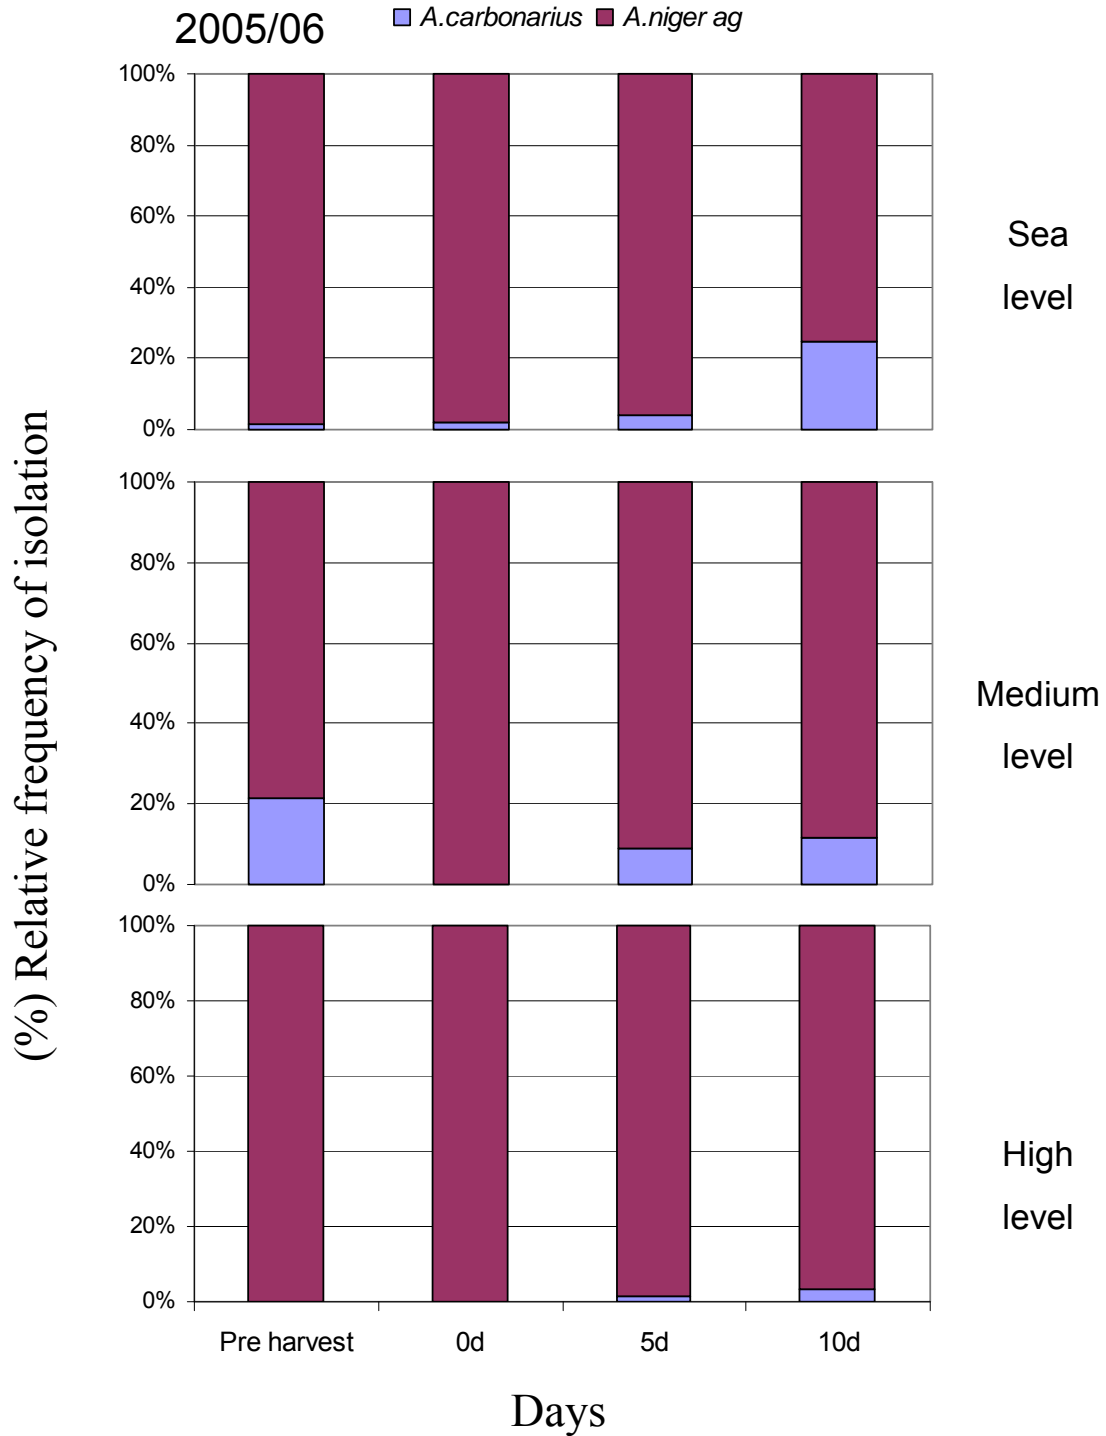 2005/06
A.carbonarius A.niger ag
100%
80%
60%
40%
20%
0%
Sea
level
100%
80%
60%
40%
20%
0%
Medium
level
100%
80%
60%
40%
20%
0%
High
level
Pre harvest 0d 5d 10d
Days
(%) Relative frequency of isolation